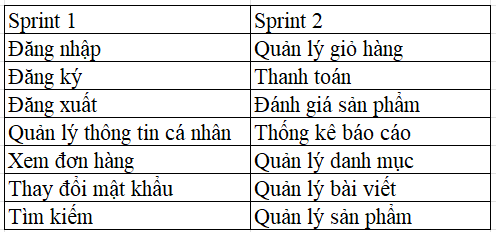 Sprint 1 Sprint 2
Đăng nhập Quản lý giỏ hàng
Đăng ký Thanh toán
Đăng xuất Đánh giá sản phẩm
Quản lý thông tin cá nhân Thống kê báo cáo
Xem đơn hàng Quản lý danh mục
Thay đổi mật khẩu Quản lý bài viết
Tìm kiếm Quản lý sản phẩm